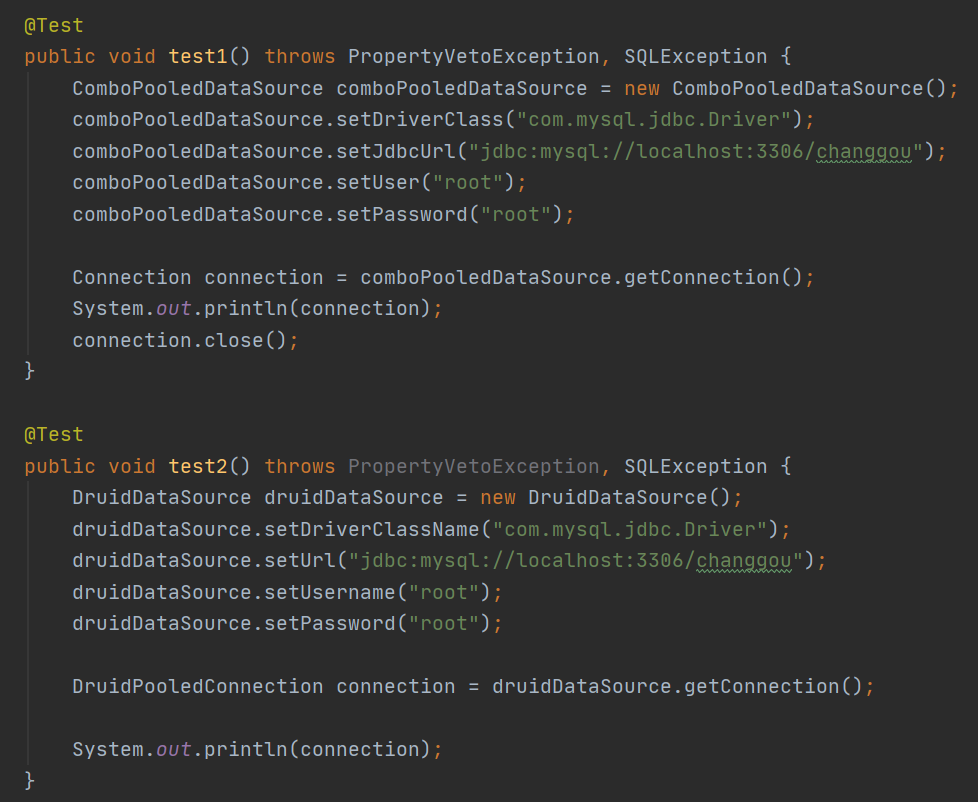 @Test
public void test1() throws PropertyVetoException, SQLException {
    ComboPooledDataSource comboPooledDataSource = new ComboPooledDataSource();
    comboPooledDataSource.setDriverClass("com.mysql.jdbc.Driver");
    comboPooledDataSource.setJdbcUrl("jdbc:mysql://localhost:3306/changgou");
    comboPooledDataSource.setUser("root");
    comboPooledDataSource.setPassword("root");

    Connection connection = comboPooledDataSource.getConnection();
    System.out.println(connection);
    connection.close();
}

@Test
public void test2() throws PropertyVetoException, SQLException {
    DruidDataSource druidDataSource = new DruidDataSource();
    druidDataSource.setDriverClassName("com.mysql.jdbc.Driver");
    druidDataSource.setUrl("jdbc:mysql://localhost:3306/changgou");
    druidDataSource.setUsername("root");
    druidDataSource.setPassword("root");

    DruidPooledConnection connection = druidDataSource.getConnection();

    System.out.println(connection);
}